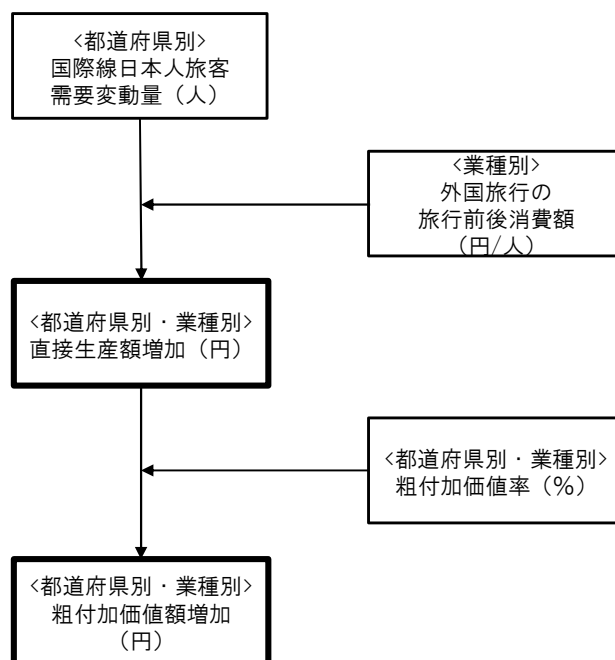 <都道府県別>
国際線日本人旅客
需要変動量（人）
<業種別>
外国旅行の
旅行前後消費額
（円/人）
<都道府県別・業種別>
直接生産額増加（円）
<都道府県別・業種別>
粗付加価値率（％）
<都道府県別・業種別>
粗付加価値額増加
（円）